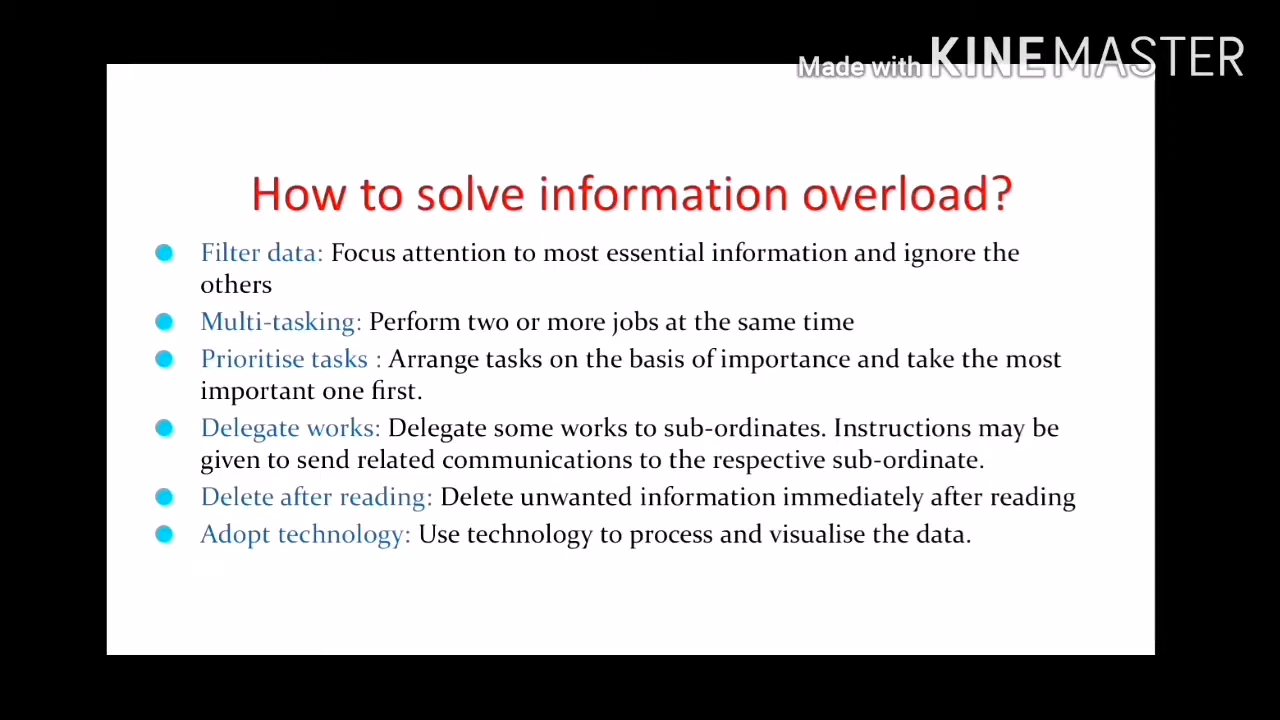 Made with KINEMASTER
How to solve information overload?
Filter data: Focus attention to most essential information and ignore the
others
Multi-tasking: Perform two or more jobs at the same time
Prioritise tasks : Arrange tasks on the basis of importance and take the most
important one first.
Delegate works: Delegate some works to sub-ordinates. Instructions may be
given to send related communications to the respective sub-ordinate.
Delete after reading: Delete unwanted information immediately after reading
Adopt technology: Use technology to process and visualise the data.